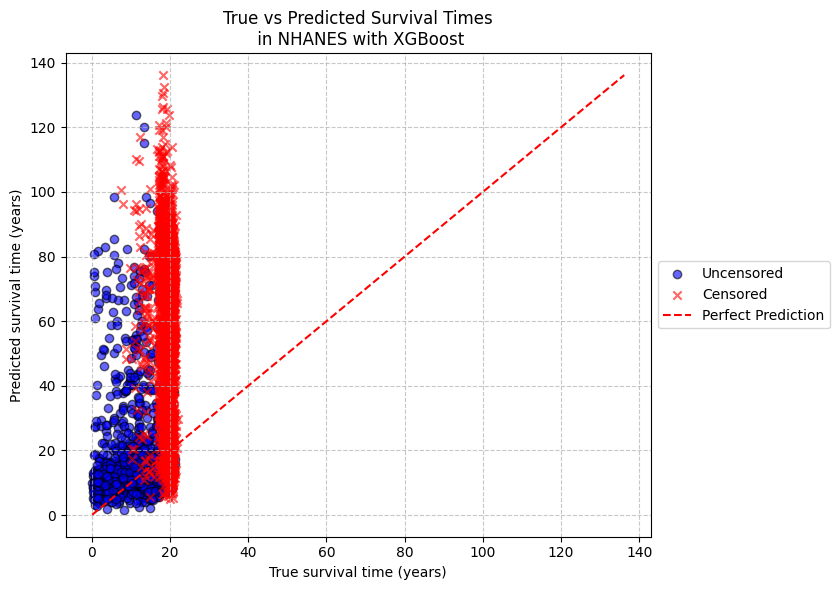 True vs Predicted Survival Times
in NHANES with XGBoost
140
120
100
80
60
40
20
0
Predicted survival time (years)
0 20 40 60 80 100 120 140
True survival time (years)
Uncensored
Censored
Perfect Prediction